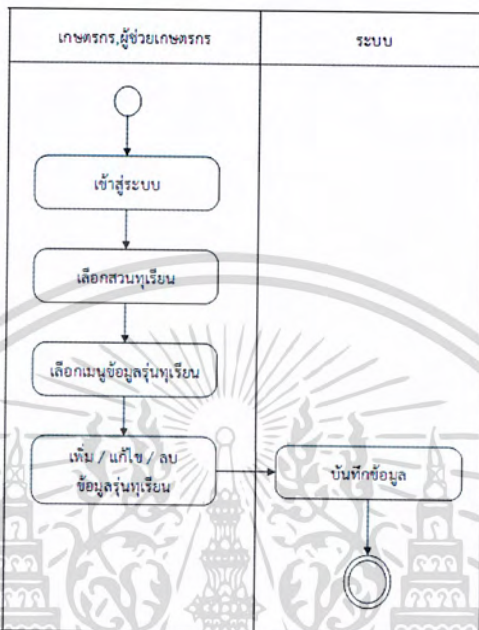 เกษตรกร,ผู้ช่วยเกษตรกร
ระบบ
เข้าสู่ระบบ
เลือกสวนทุเรียน
เลือกเมนูข้อมูลรุ่นทุเรียน
เพิ่ม / แก้ไข / ลบ
ข้อมูลรุ่นทุเรียน
บันทึกข้อมูล